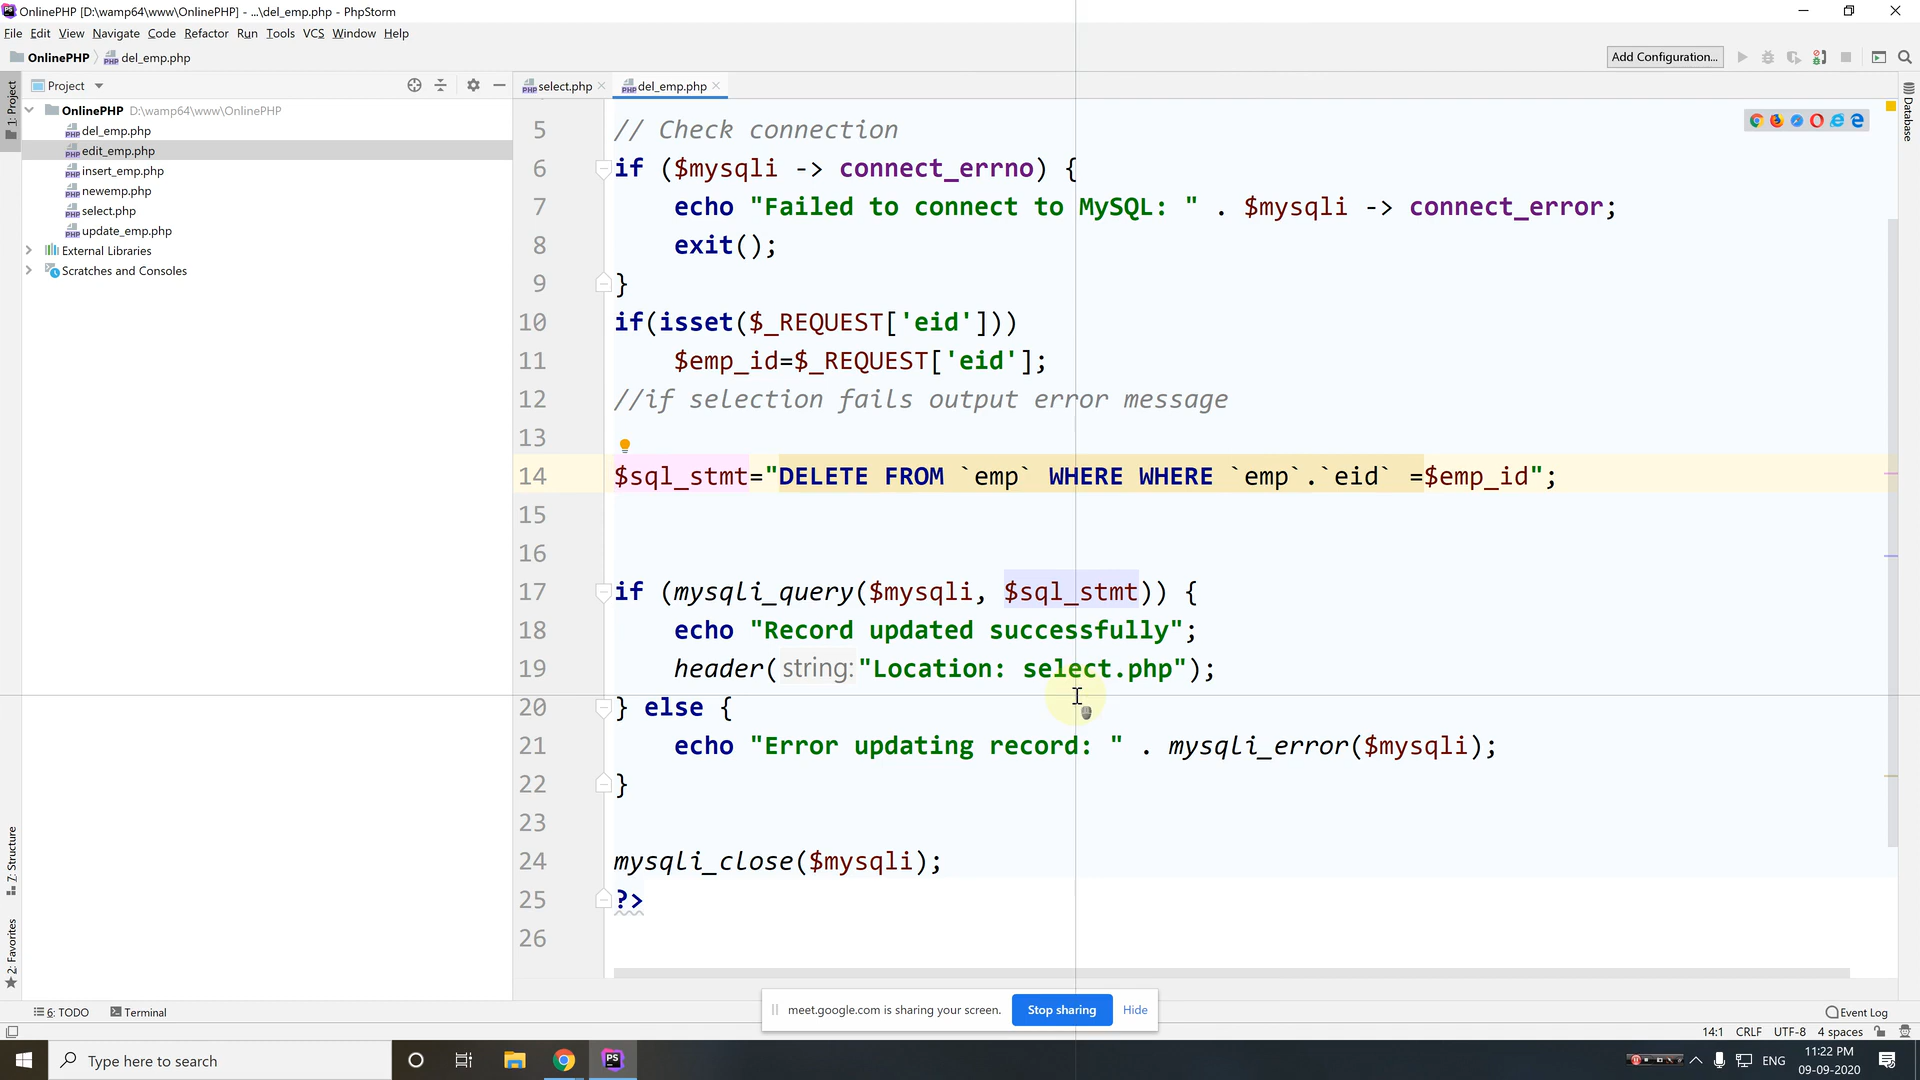 OnlinePHP [D:\wamp64\www\OnlinePHP] - ...\del_emp.php - PhpStorm
File Edit View Navigate Code Refactor Run Tools VCS Window Help
OnlinePHP del_emp.php
Add Configuration...
Project
select.php
del_emp.php
1: Project
OnlinePHP D:\wamp64\www\OnlinePHP
del_emp.php
edit_emp.php
insert_emp.php
newemp.php
select.php
update_emp.php
External Libraries
Scratches and Consoles
Database
5 // Check connection
6 if ($mysqli -> connect_errno) {
7 echo "Failed to connect to MySQL: " . $mysqli -> connect_error;
8 exit();
9 }
10 if(isset($_REQUEST['eid']))
11 $emp_id=$_REQUEST['eid'];
12 //if selection fails output error message
13
14 $sql_stmt="DELETE FROM `emp` WHERE WHERE `emp`.`eid` =$emp_id";
15
16
17 if (mysqli_query($mysqli, $sql_stmt)) {
18 echo "Record updated successfully";
19 header( string: "Location: select.php");
20 } else {
21 echo "Error updating record: " . mysqli_error($mysqli);
22 }
23
24 mysqli_close($mysqli);
25 ?>
26
7: Structure
2: Favorites
meet.google.com is sharing your screen. Stop sharing Hide
6: TODO Terminal
Event Log
14:1 CRLF UTF-8 4 spaces
Type here to search
PS
ENG
11:22 PM
09-09-2020